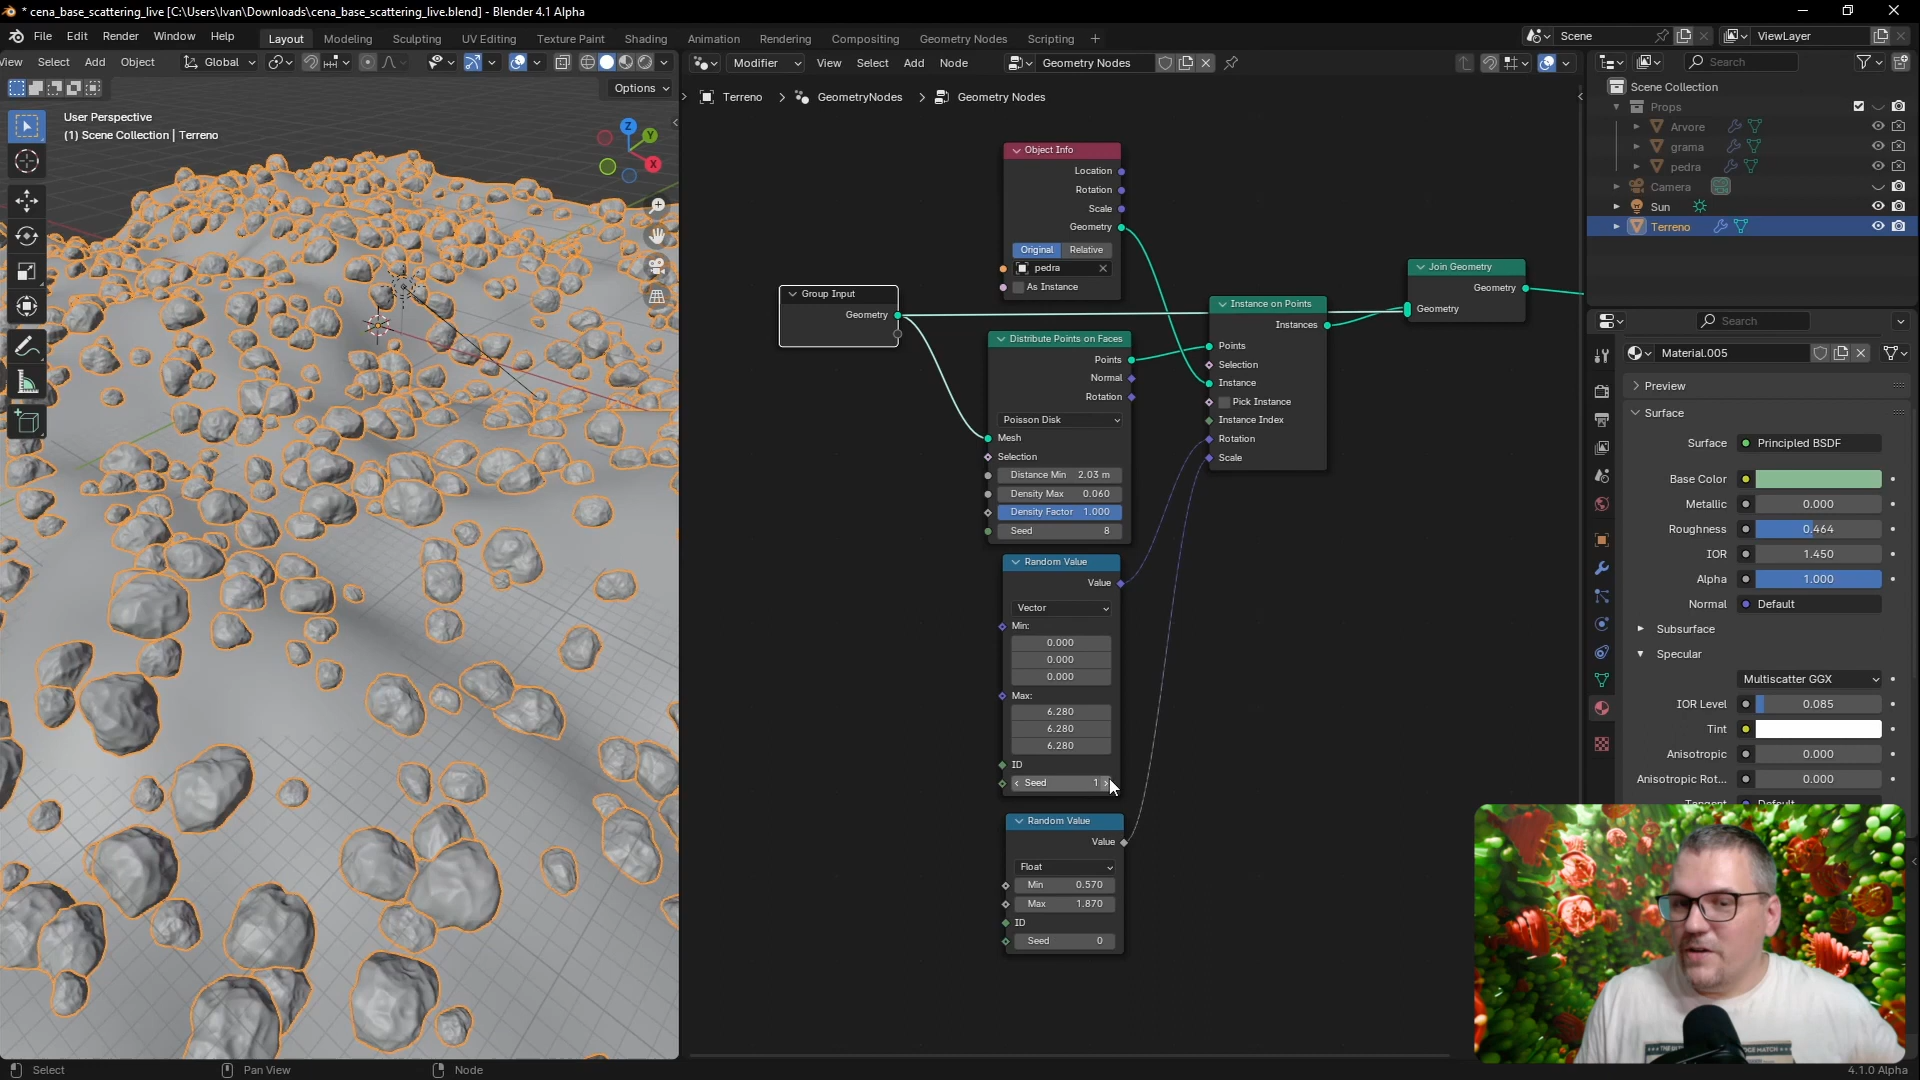 * cena_base_scattering_live [C:\Users\Ivan\Downloads\cena_base_scattering_live.blend] - Blender 4.1 Alpha
File Edit Render Window Help Layout Modeling Sculpting UV Editing Texture Paint Shading Animation Rendering Compositing Geometry Nodes Scripting + Scene ViewLayer
View Select Add Object Global
Options
User Perspective
(1) Scene Collection | Terreno
Z
Y
X
Modifier View Select Add Node Geometry Nodes
Terreno > GeometryNodes > Geometry Nodes
Object Info
Location
Rotation
Scale
Geometry
Original Relative
pedra
As Instance
Group Input
Geometry
Distribute Points on Faces
Points
Normal
Rotation
Poisson Disk
Mesh
Selection
Distance Min 2.03 m
Density Max 0.060
Density Factor 1.000
Seed 8
Random Value
Value
Vector
Min:
0.000
0.000
0.000
Max:
6.280
6.280
6.280
ID
Seed 1
Random Value
Value
Float
Min 0.570
Max 1.870
ID
Seed 0
Instance on Points
Instances
Points
Selection
Instance
Pick Instance
Instance Index
Rotation
Scale
Join Geometry
Geometry
Geometry
Search
Scene Collection
Props
Arvore
grama
pedra
Camera
Sun
Terreno
Search
Material.005
Preview
Surface
Surface Principled BSDF
Base Color
Metallic 0.000
Roughness 0.464
IOR 1.450
Alpha 1.000
Normal Default
Subsurface
Specular
Multiscatter GGX
IOR Level 0.085
Tint
Anisotropic 0.000
Anisotropic Rot... 0.000
Tangent Default
Select Pan View Node 4.1.0 Alpha